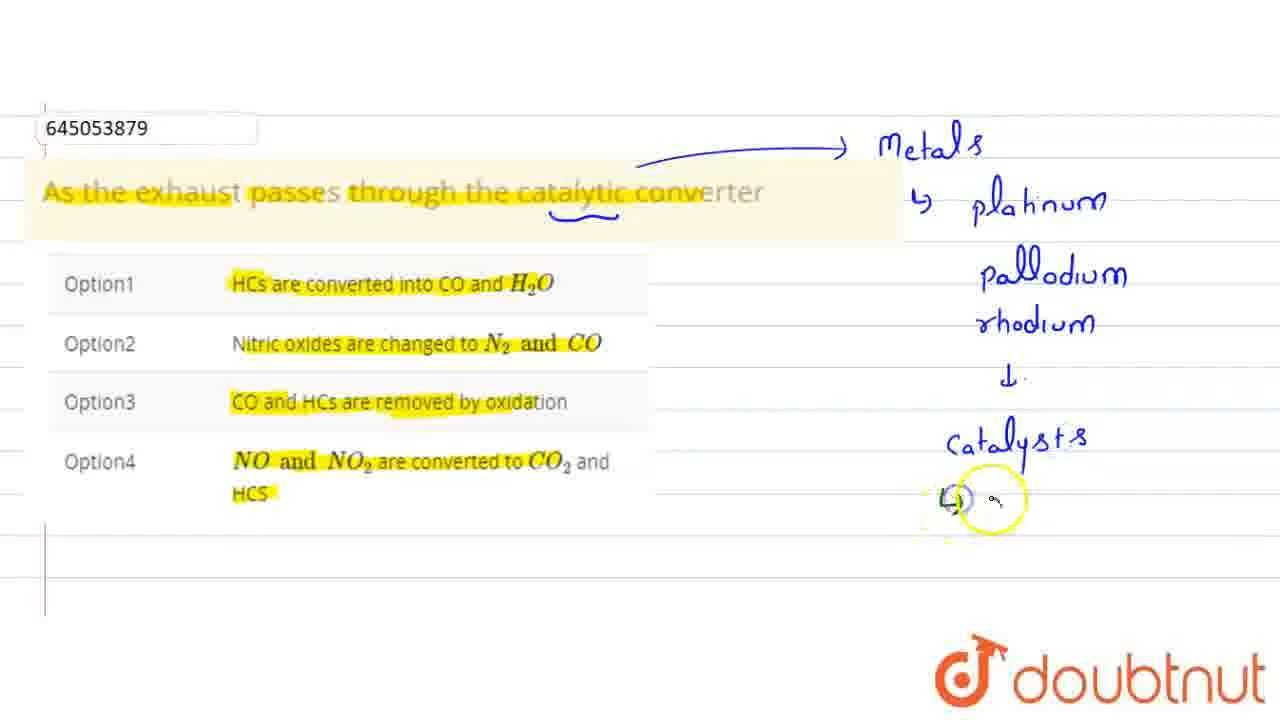 645053879
As the exhaust passes through the catalytic converter
Option1 HCs are converted into CO and H₂O
Option2 Nitric oxides are changed to N₂ and CO
Option3 CO and HCs are removed by oxidation
Option4 NO and NO₂ are converted to CO₂ and
HCS
Metals
↳ platinum
palladium
rhodium
↓
Catalysts
↳
doubtnut